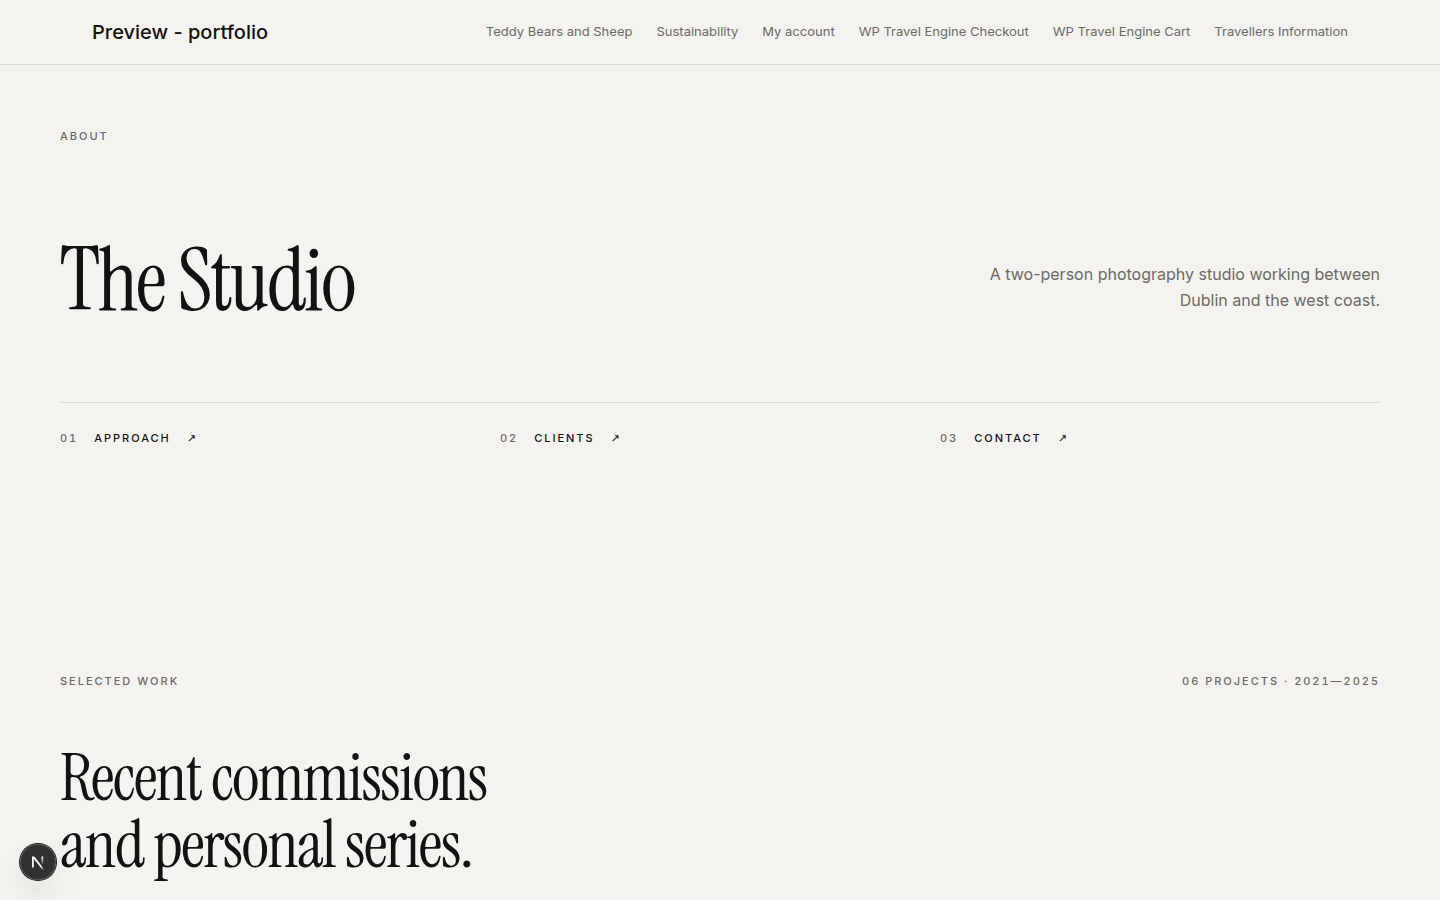 Preview - portfolio
Teddy Bears and Sheep Sustainability My account WP Travel Engine Checkout WP Travel Engine Cart Travellers Information
ABOUT
The Studio
A two-person photography studio working between
Dublin and the west coast.
01 APPROACH ↗
02 CLIENTS ↗
03 CONTACT ↗
SELECTED WORK
06 PROJECTS · 2021—2025
Recent commissions
and personal series.
N